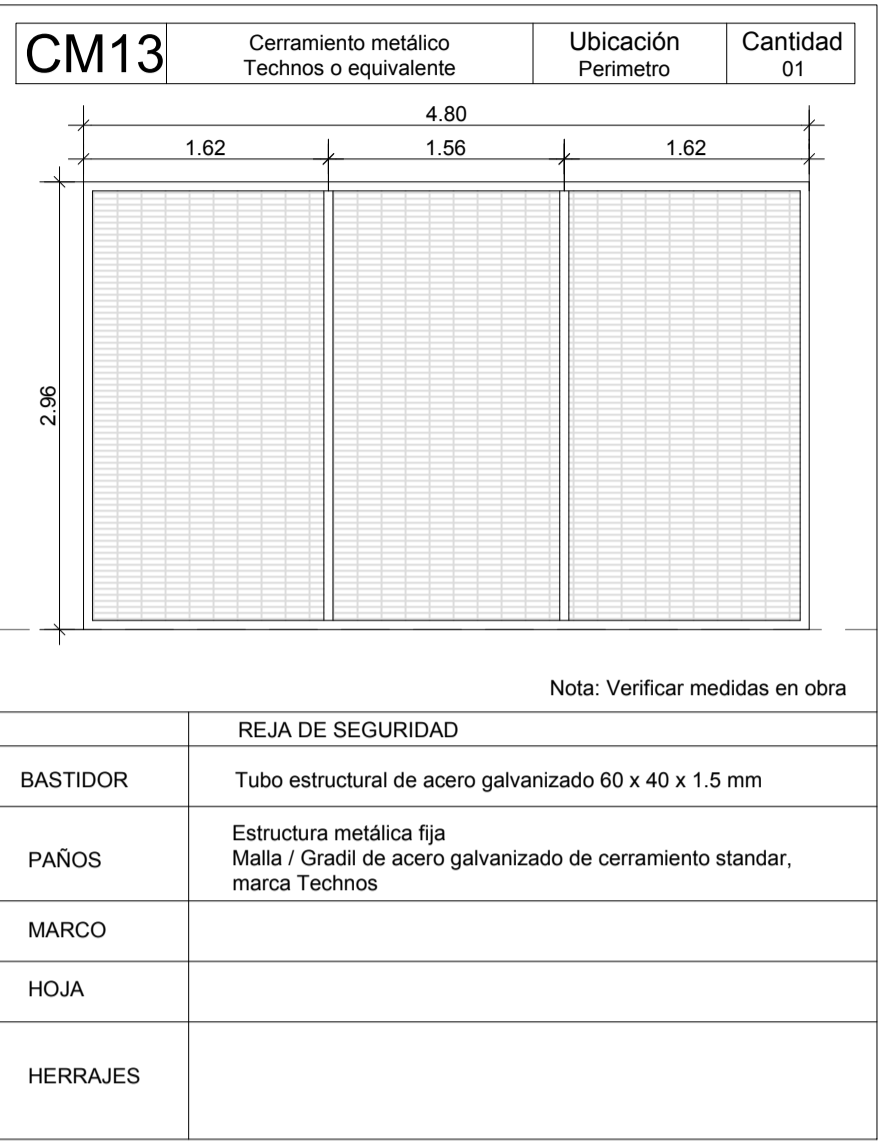 CM13
Cerramiento metálico
Technos o equivalente
Ubicación
Perimetro
Cantidad
01
4.80
1.62
1.56
1.62
2.96
Nota: Verificar medidas en obra
REJA DE SEGURIDAD
BASTIDOR
Tubo estructural de acero galvanizado 60 x 40 x 1.5 mm
PAÑOS
Estructura metálica fija
Malla / Gradil de acero galvanizado de cerramiento standar,
marca Technos
MARCO
HOJA
HERRAJES